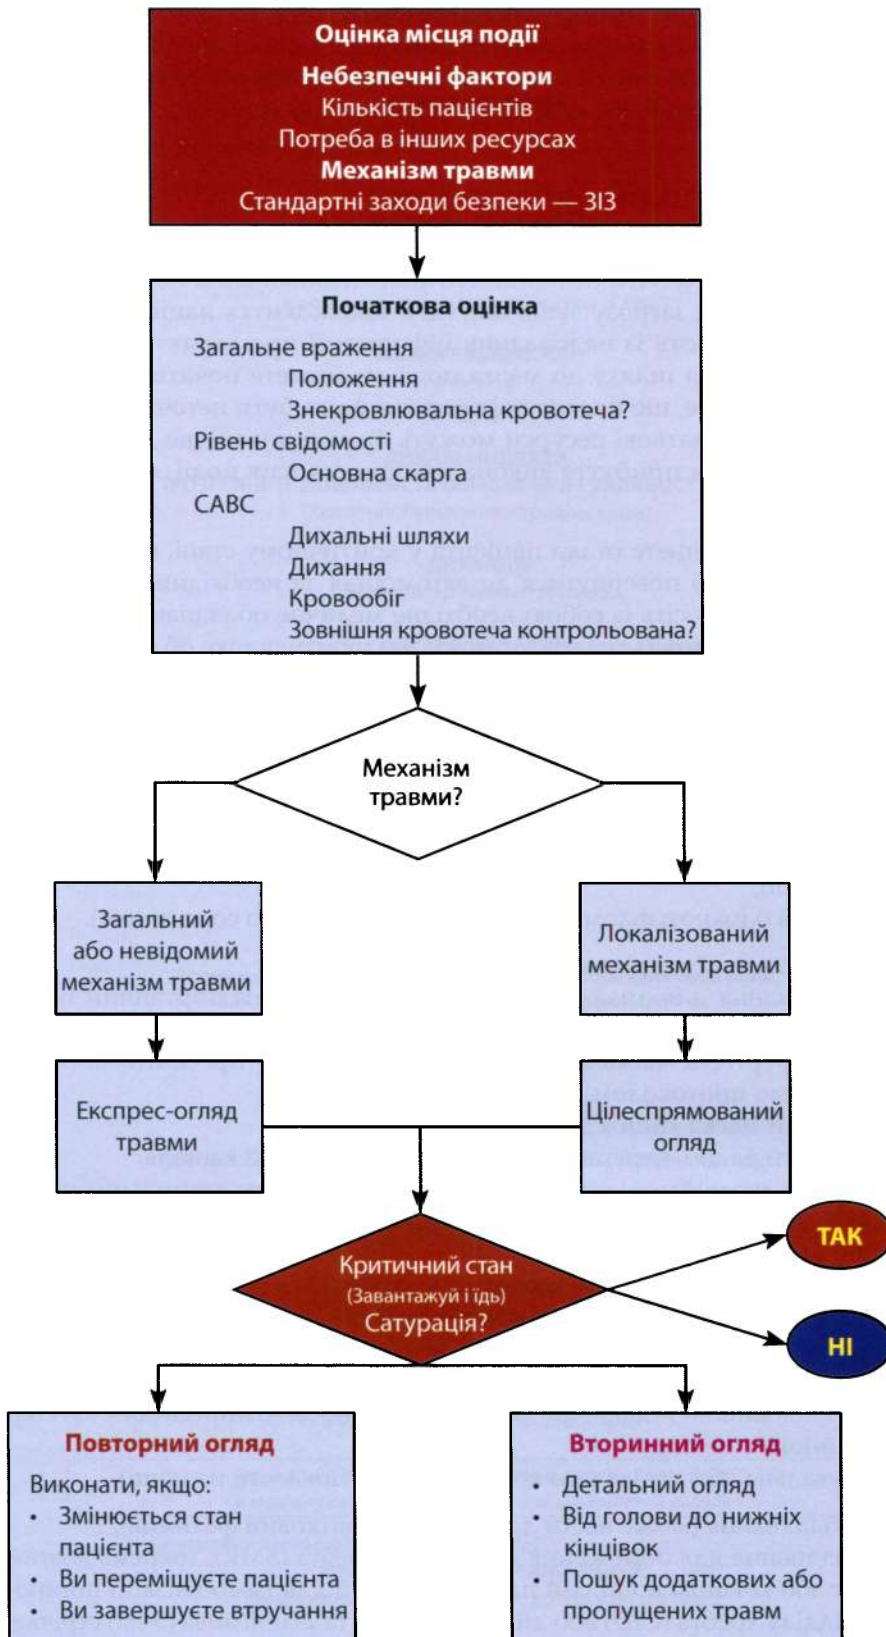 Оцінка місця події
Небезпечні фактори
Кількість пацієнтів
Потреба в інших ресурсах
Механізм травми
Стандартні заходи безпеки — ЗІЗ
Початкова оцінка
Загальне враження
Положення
Знекровлювальна кровотеча?
Рівень свідомості
Основна скарга
САВС
Дихальні шляхи
Дихання
Кровообіг
Зовнішня кровотеча контрольована?
Механізм
травми?
Загальний
або невідомий
механізм травми
Локалізований
механізм травми
Експрес-огляд
травми
Цілеспрямований
огляд
Критичний стан
(Завантажуй і їдь)
Сатурація?
ТАК
НІ
Повторний огляд
Виконати, якщо:
• Змінюється стан
пацієнта
• Ви переміщуєте пацієнта
• Ви завершуєте втручання
Вторинний огляд
• Детальний огляд
• Від голови до нижніх
кінцівок
• Пошук додаткових або
пропущених травм